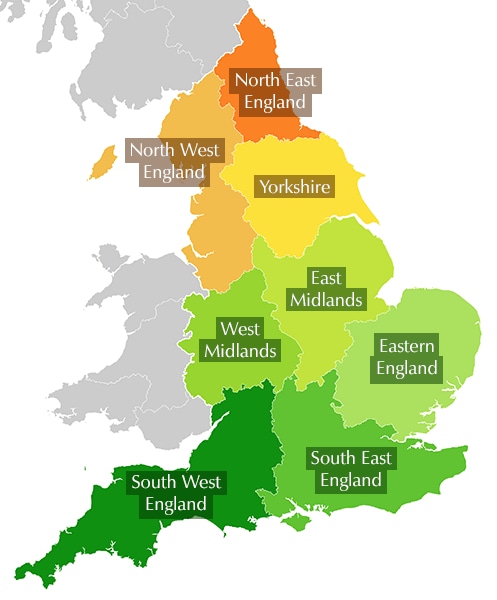 North East
England
North West
England
Yorkshire
East
Midlands
West
Midlands
Eastern
England
South East
England
South West
England